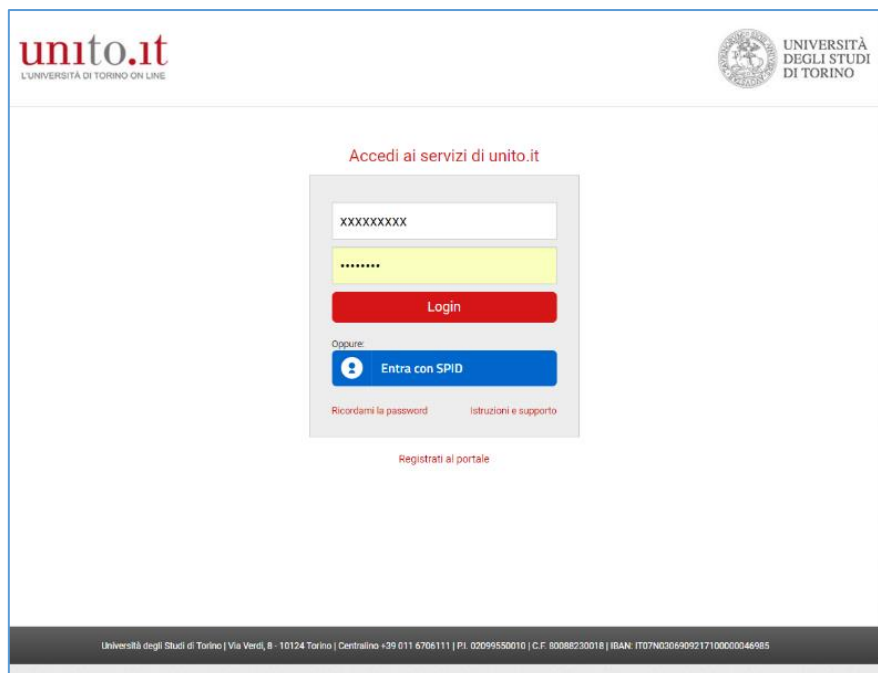 unito.it
L'UNIVERSITÀ DI TORINO ON LINE
UNIVERSITÀ
DEGLI STUDI
DI TORINO
Accedi ai servizi di unito.it
xxxxxxxxx
••••••••
Login
Oppure:
Entra con SPID
Ricordami la password
Istruzioni e supporto
Registrati al portale
Università degli Studi di Torino | Via Verdi, 8 - 10124 Torino | Centralino +39 011 6706111 | P.I. 02099550010 | C.F. 80088230018 | IBAN: IT07N0306909217100000046985